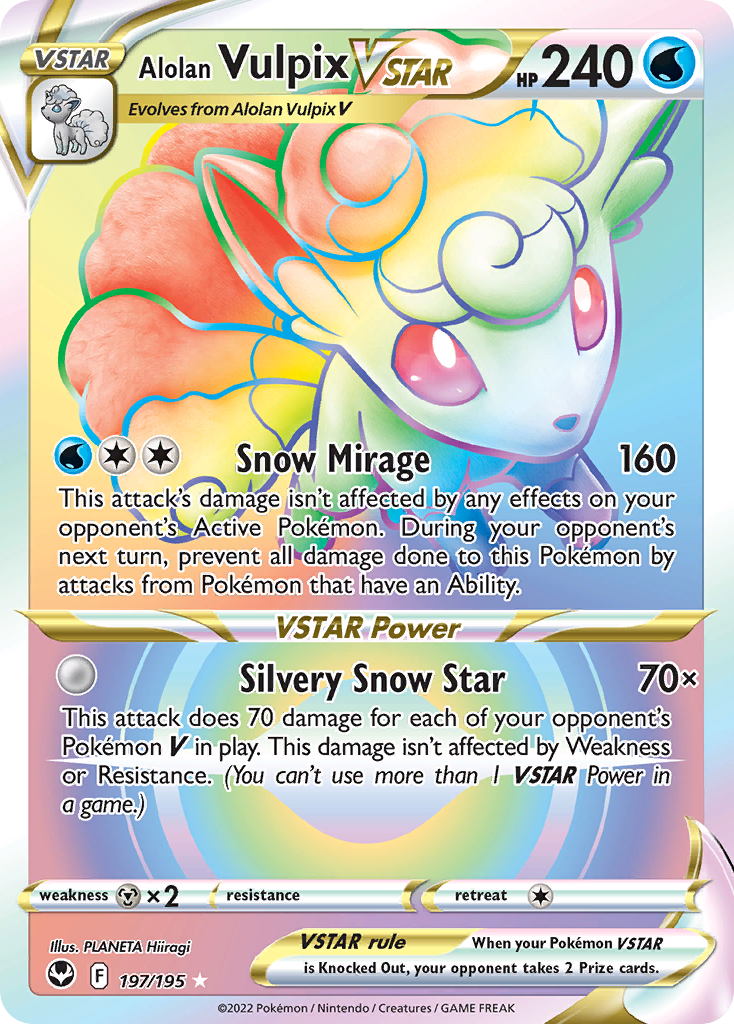 VSTAR
Alolan Vulpix VSTAR HP 240
Evolves from Alolan Vulpix V
Snow Mirage 160
This attack's damage isn't affected by any effects on your
opponent's Active Pokémon. During your opponent's
next turn, prevent all damage done to this Pokémon by
attacks from Pokémon that have an Ability.
VSTAR Power
Silvery Snow Star 70×
This attack does 70 damage for each of your opponent's
Pokémon V in play. This damage isn't affected by Weakness
or Resistance. (You can't use more than 1 VSTAR Power in
a game.)
weakness ×2 resistance retreat
Illus. PLANETA Hiiragi
VSTAR rule When your Pokémon VSTAR
is Knocked Out, your opponent takes 2 Prize cards.
F 197/195
©2022 Pokémon / Nintendo / Creatures / GAME FREAK